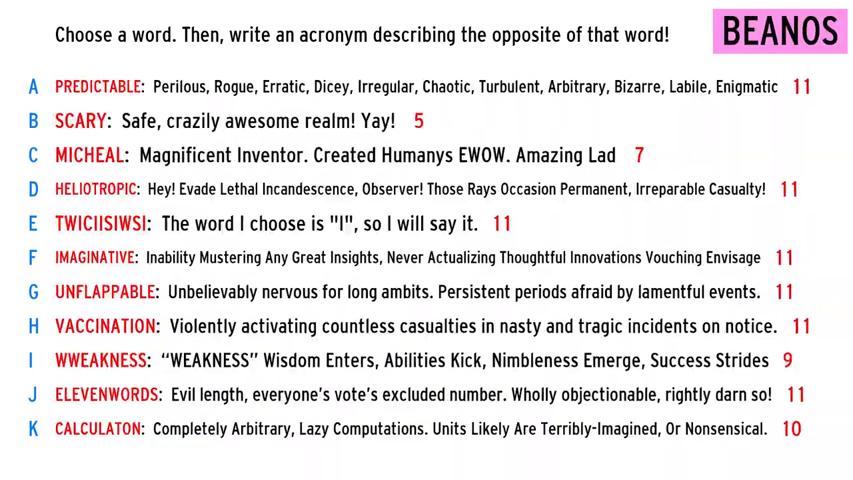 Choose a word. Then, write an acronym describing the opposite of that word!
BEANOS
A PREDICTABLE: Perilous, Rogue, Erratic, Dicey, Irregular, Chaotic, Turbulent, Arbitrary, Bizarre, Labile, Enigmatic 11
B SCARY: Safe, crazily awesome realm! Yay! 5
C MICHEAL: Magnificent Inventor. Created Humanys EWOW. Amazing Lad 7
D HELIOTROPIC: Hey! Evade Lethal Incandescence, Observer! Those Rays Occasion Permanent, Irreparable Casualty! 11
E TWICIISIWSI: The word I choose is "I", so I will say it. 11
F IMAGINATIVE: Inability Mustering Any Great Insights, Never Actualizing Thoughtful Innovations Vouching Envisage 11
G UNFLAPPABLE: Unbelievably nervous for long ambits. Persistent periods afraid by lamentful events. 11
H VACCINATION: Violently activating countless casualties in nasty and tragic incidents on notice. 11
I WWEAKNESS: “WEAKNESS” Wisdom Enters, Abilities Kick, Nimbleness Emerge, Success Strides 9
J ELEVENWORDS: Evil length, everyone’s vote’s excluded number. Wholly objectionable, rightly darn so! 11
K CALCULATON: Completely Arbitrary, Lazy Computations. Units Likely Are Terribly-Imagined, Or Nonsensical. 10